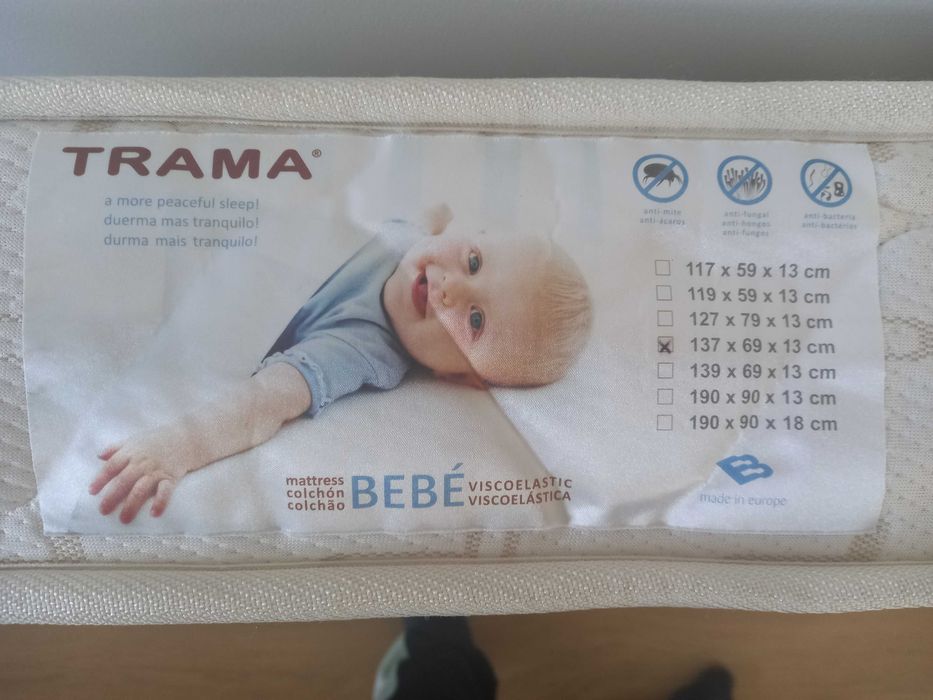 TRAMA®
a more peaceful sleep!
duerma mas tranquilo!
durma mais tranquilo!
anti-mite
anti-ácaros
anti-fungal
anti-hongos
anti-fungos
anti-bacteria
anti-bactérias
117 x 59 x 13 cm
119 x 59 x 13 cm
127 x 79 x 13 cm
137 x 69 x 13 cm
139 x 69 x 13 cm
190 x 90 x 13 cm
190 x 90 x 18 cm
mattress
colchón
colchão
BEBÉ
VISCOELASTIC
VISCOELÁSTICA
made in europe